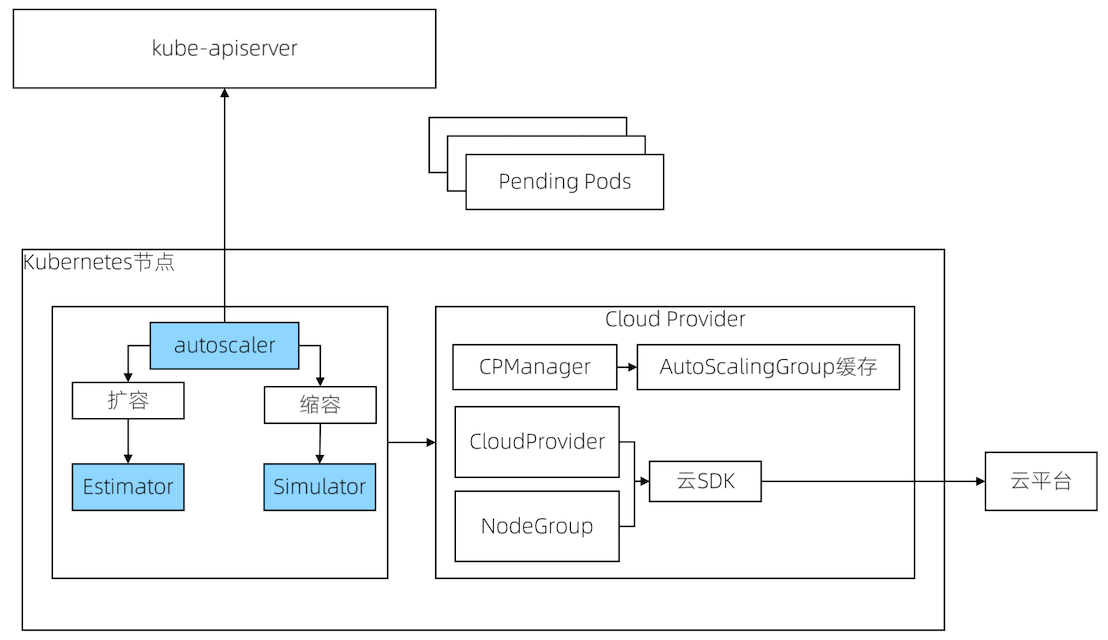 kube-apiserver
Pending Pods
Kubernetes节点
autoscaler
扩容
缩容
Estimator
Simulator
Cloud Provider
CPManager
AutoScalingGroup缓存
CloudProvider
云SDK
NodeGroup
云平台